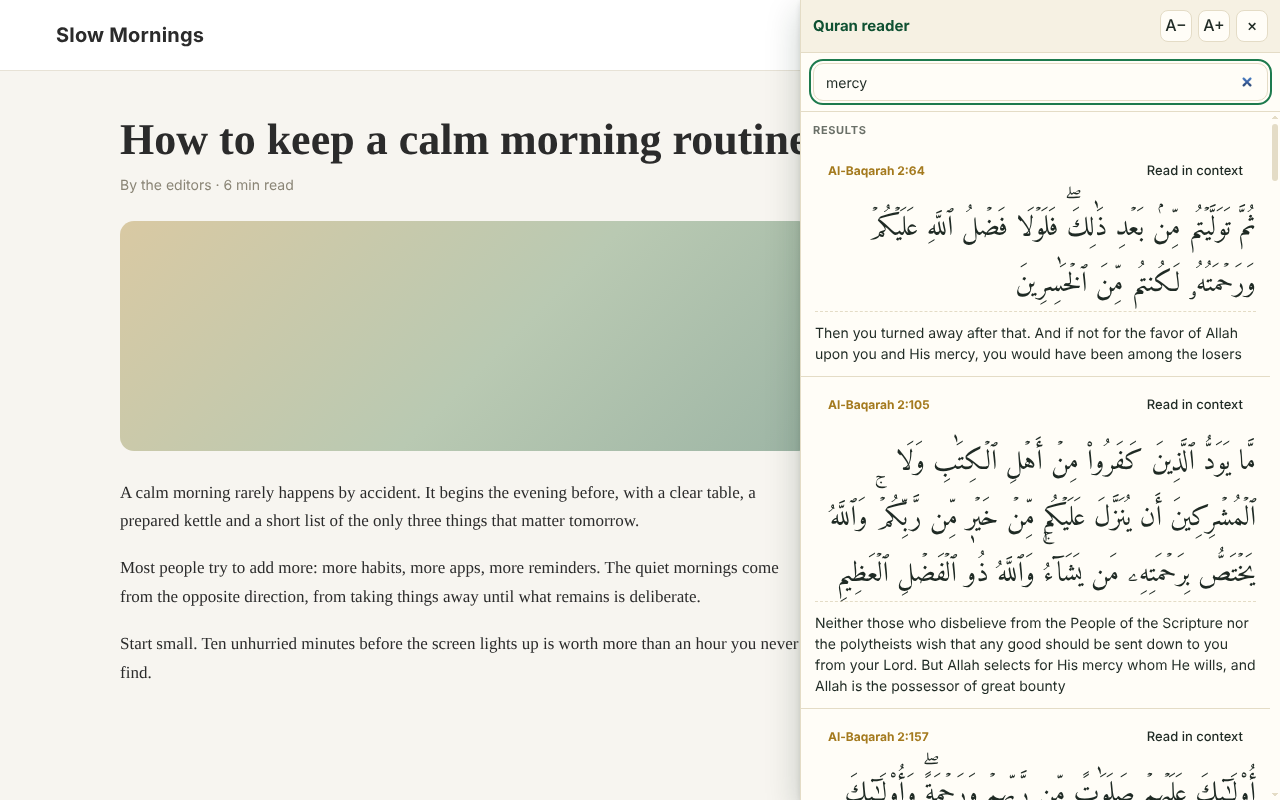 Slow Mornings
How to keep a calm morning routine
By the editors · 6 min read
A calm morning rarely happens by accident. It begins the evening before, with a clear table, a
prepared kettle and a short list of the only three things that matter tomorrow.
Most people try to add more: more habits, more apps, more reminders. The quiet mornings come
from the opposite direction, from taking things away until what remains is deliberate.
Start small. Ten unhurried minutes before the screen lights up is worth more than an hour you never
find.
Quran reader
A− A+ ×
mercy
RESULTS
Al-Baqarah 2:64 Read in context
ثُمَّ تَوَلَّيْتُم مِّنۢ بَعْدِ ذَٰلِكَ ۖ فَلَوْلَا فَضْلُ ٱللَّهِ عَلَيْكُمْ
وَرَحْمَتُهُۥ لَكُنتُم مِّنَ ٱلْخَـٰسِرِينَ
Then you turned away after that. And if not for the favor of Allah
upon you and His mercy, you would have been among the losers
Al-Baqarah 2:105 Read in context
مَّا يَوَدُّ ٱلَّذِينَ كَفَرُوا۟ مِنْ أَهْلِ ٱلْكِتَـٰبِ وَلَا
ٱلْمُشْرِكِينَ أَن يُنَزَّلَ عَلَيْكُم مِّنْ خَيْرٍ مِّن رَّبِّكُمْ ۗ وَٱللَّهُ
يَخْتَصُّ بِرَحْمَتِهِۦ مَن يَشَآءُ ۚ وَٱللَّهُ ذُو ٱلْفَضْلِ ٱلْعَظِيمِ
Neither those who disbelieve from the People of the Scripture nor
the polytheists wish that any good should be sent down to you
from your Lord. But Allah selects for His mercy whom He wills, and
Allah is the possessor of great bounty
Al-Baqarah 2:157 Read in context
أُو۟لَـٰٓئِكَ عَلَيْهِمْ صَلَوَٰتٌ مِّن رَّبِّهِمْ وَرَحْمَةٌ ۖ وَأُو۟لَـٰٓئِكَ